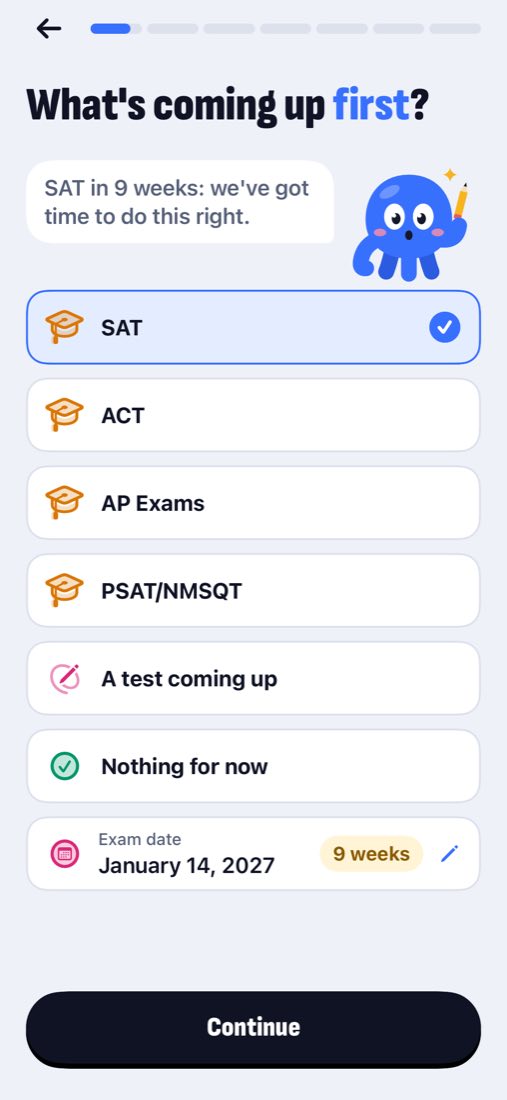 What's coming up first?
SAT in 9 weeks: we've got
time to do this right.
SAT
ACT
AP Exams
PSAT/NMSQT
A test coming up
Nothing for now
Exam date
January 14, 2027
9 weeks
Continue